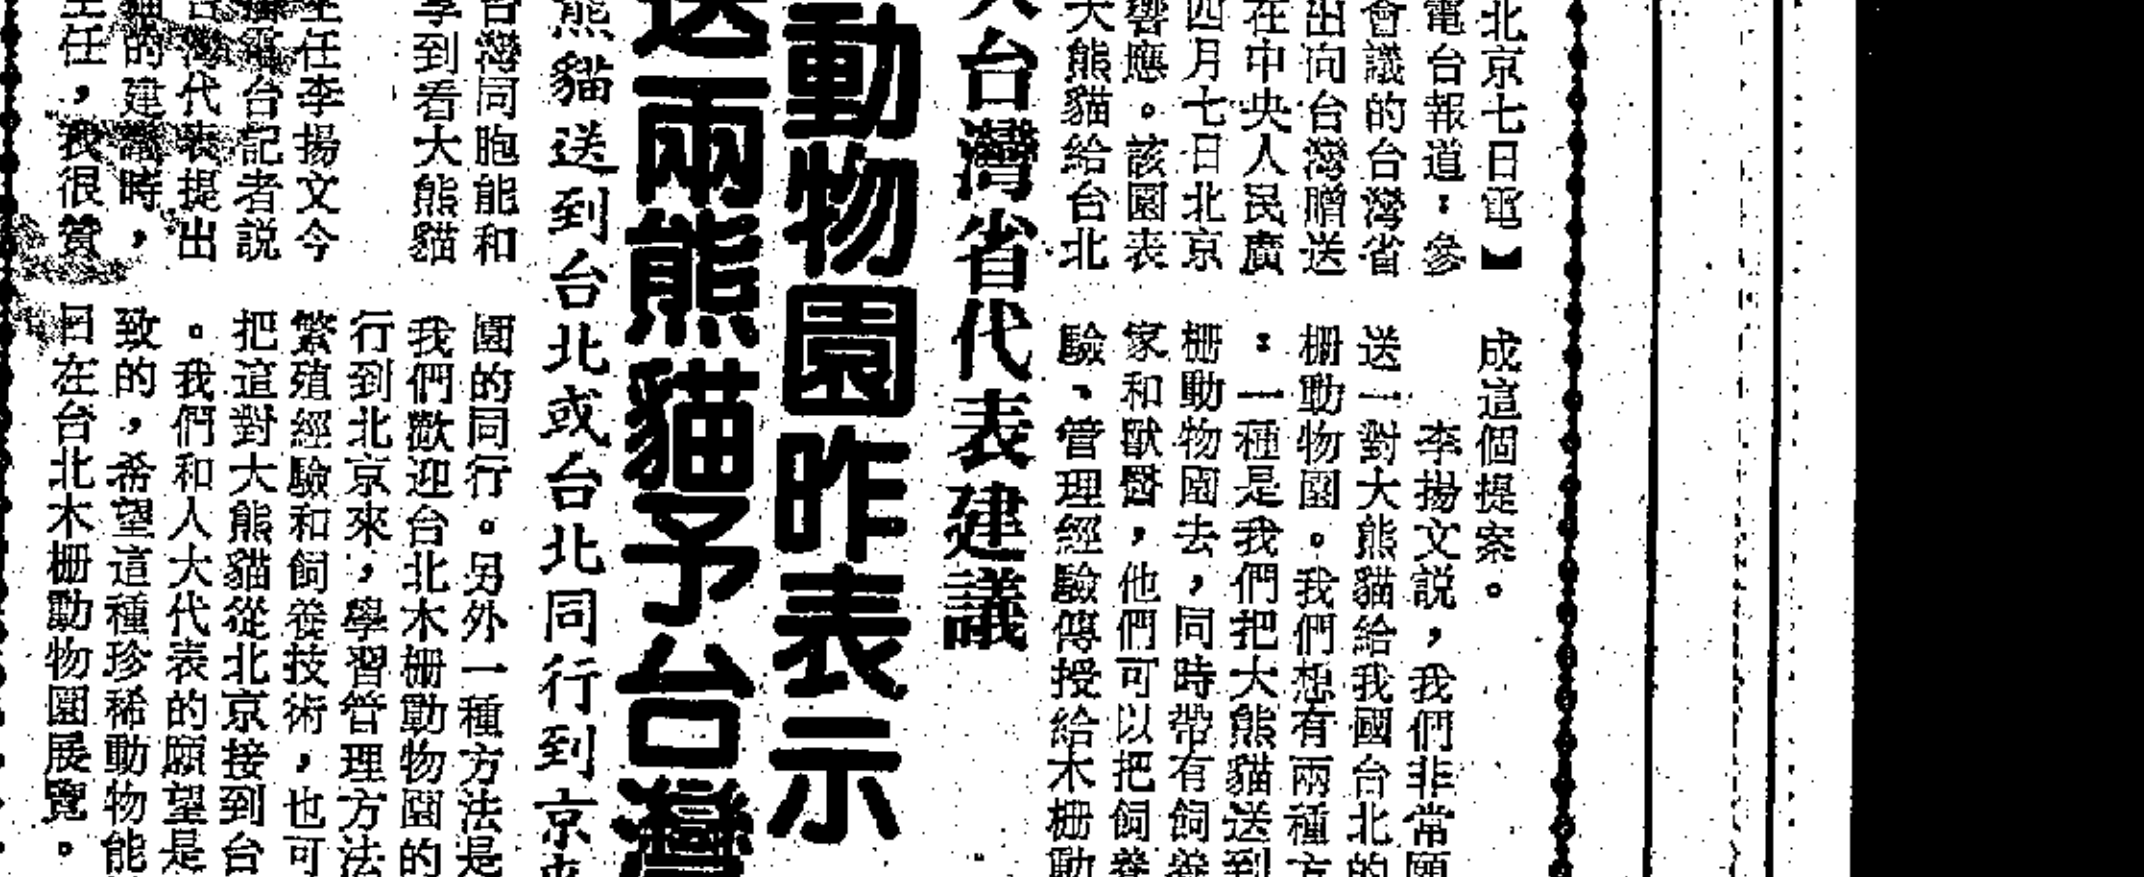 北京七日電】
電台報道：參
會議的台灣省
出向台灣贈送
在中央人民廣
四月七日北京
響應。該園表
大熊貓給台北
成這個提案。
李揚文説，我們非常願
送一對大熊貓給我國台北的
柵動物園。我們想有兩種方
：一種是我們把大熊貓送到
柵動物園去，同時帶有飼養
家和獸醫，他們可以把飼養
驗、管理經驗傳授給木柵動
台灣省代表建議
動物園昨表示
送兩熊貓予台灣
熊貓送到台北或台北同行到京
台灣同胞能和
到看大熊貓
主任李揚文今
播電台記者説
台灣代表提出
貓的建議時，
主任，我很賞
園的同行。另外一種方法是
我們歡迎台北木柵動物園的
行到北京來，學習管理方法
繁殖經驗和飼養技術，也可
把這對大熊貓從北京接到台
。我們和人大代表的願望是
致的，希望這種珍稀動物能
日在台北木柵動物園展覽。